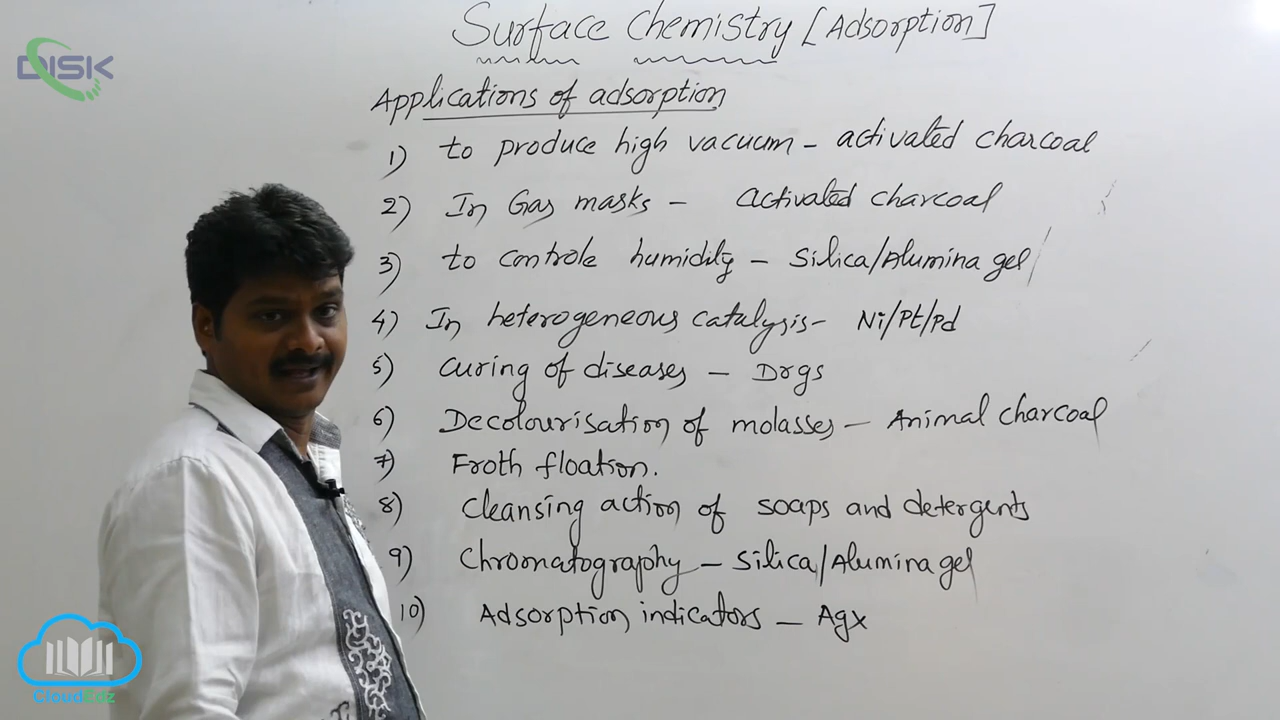 Surface Chemistry [Adsorption]
DISK
Applications of adsorption
1) to produce high vacuum - activated charcoal
2) In Gas masks - Activated charcoal
3) to controle humidity - Silica/Alumina gel
4) In heterogeneous catalysis- Ni/Pt/Pd
5) curing of diseases - Drgs
6) Decolourisation of molasses - Animal charcoal
7) Froth floation.
8) Cleansing action of soaps and detergents
9) Chromatography - Silica/Alumina gel
10) Adsorption indicators - Agx
CloudEdz